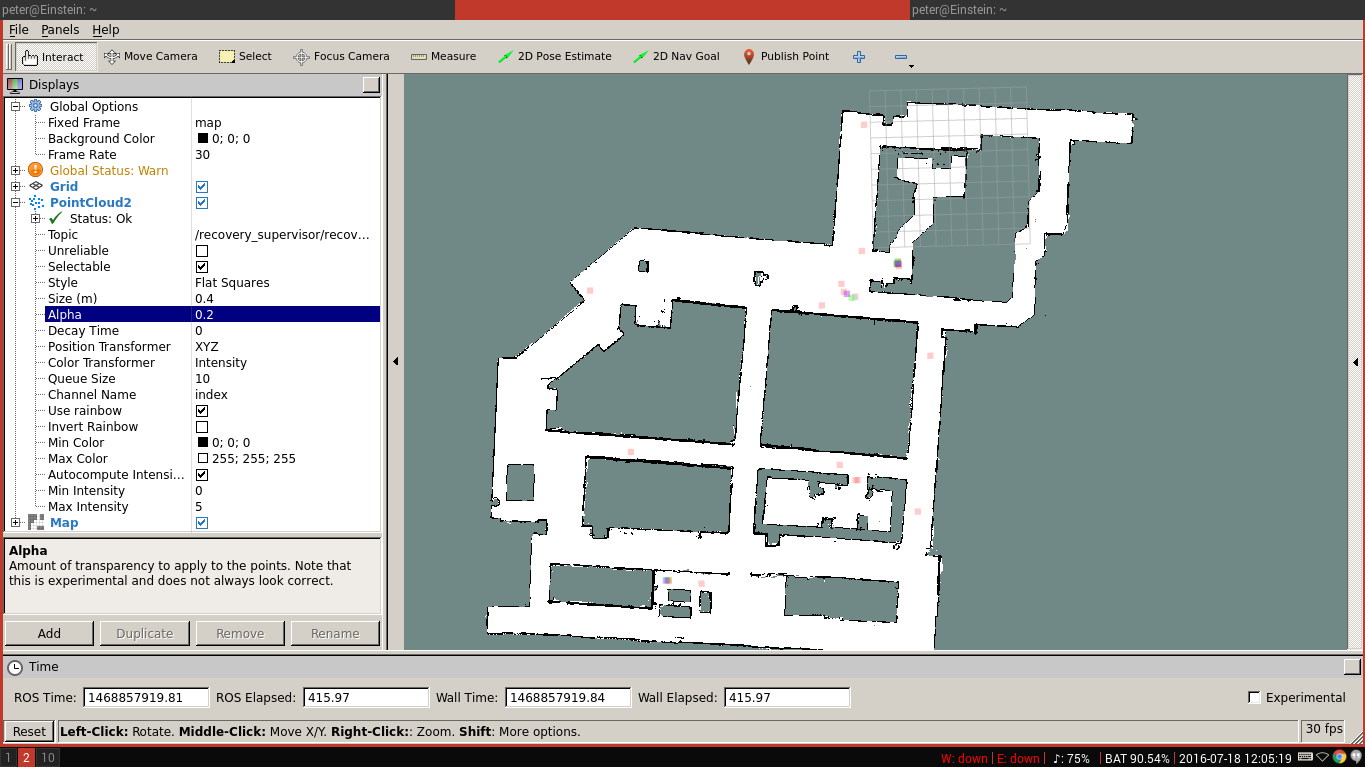 peter@Einstein: ~ peter@Einstein: ~
File Panels Help
Interact Move Camera Select Focus Camera Measure 2D Pose Estimate 2D Nav Goal Publish Point
Displays
Global Options
Fixed Frame map
Background Color 0; 0; 0
Frame Rate 30
Global Status: Warn
Grid
PointCloud2
Status: Ok
Topic /recovery_supervisor/recov...
Unreliable
Selectable
Style Flat Squares
Size (m) 0.4
Alpha 0.2
Decay Time 0
Position Transformer XYZ
Color Transformer Intensity
Queue Size 10
Channel Name index
Use rainbow
Invert Rainbow
Min Color 0; 0; 0
Max Color 255; 255; 255
Autocompute Intensi...
Min Intensity 0
Max Intensity 5
Map
Alpha
Amount of transparency to apply to the points. Note that
this is experimental and does not always look correct.
Add Duplicate Remove Rename
Time
ROS Time: 1468857919.81 ROS Elapsed: 415.97 Wall Time: 1468857919.84 Wall Elapsed: 415.97 Experimental
Reset Left-Click: Rotate. Middle-Click: Move X/Y. Right-Click:: Zoom. Shift: More options. 30 fps
1 2 10 W: down | E: down | ♪: 75% | BAT 90.54% | 2016-07-18 12:05:19